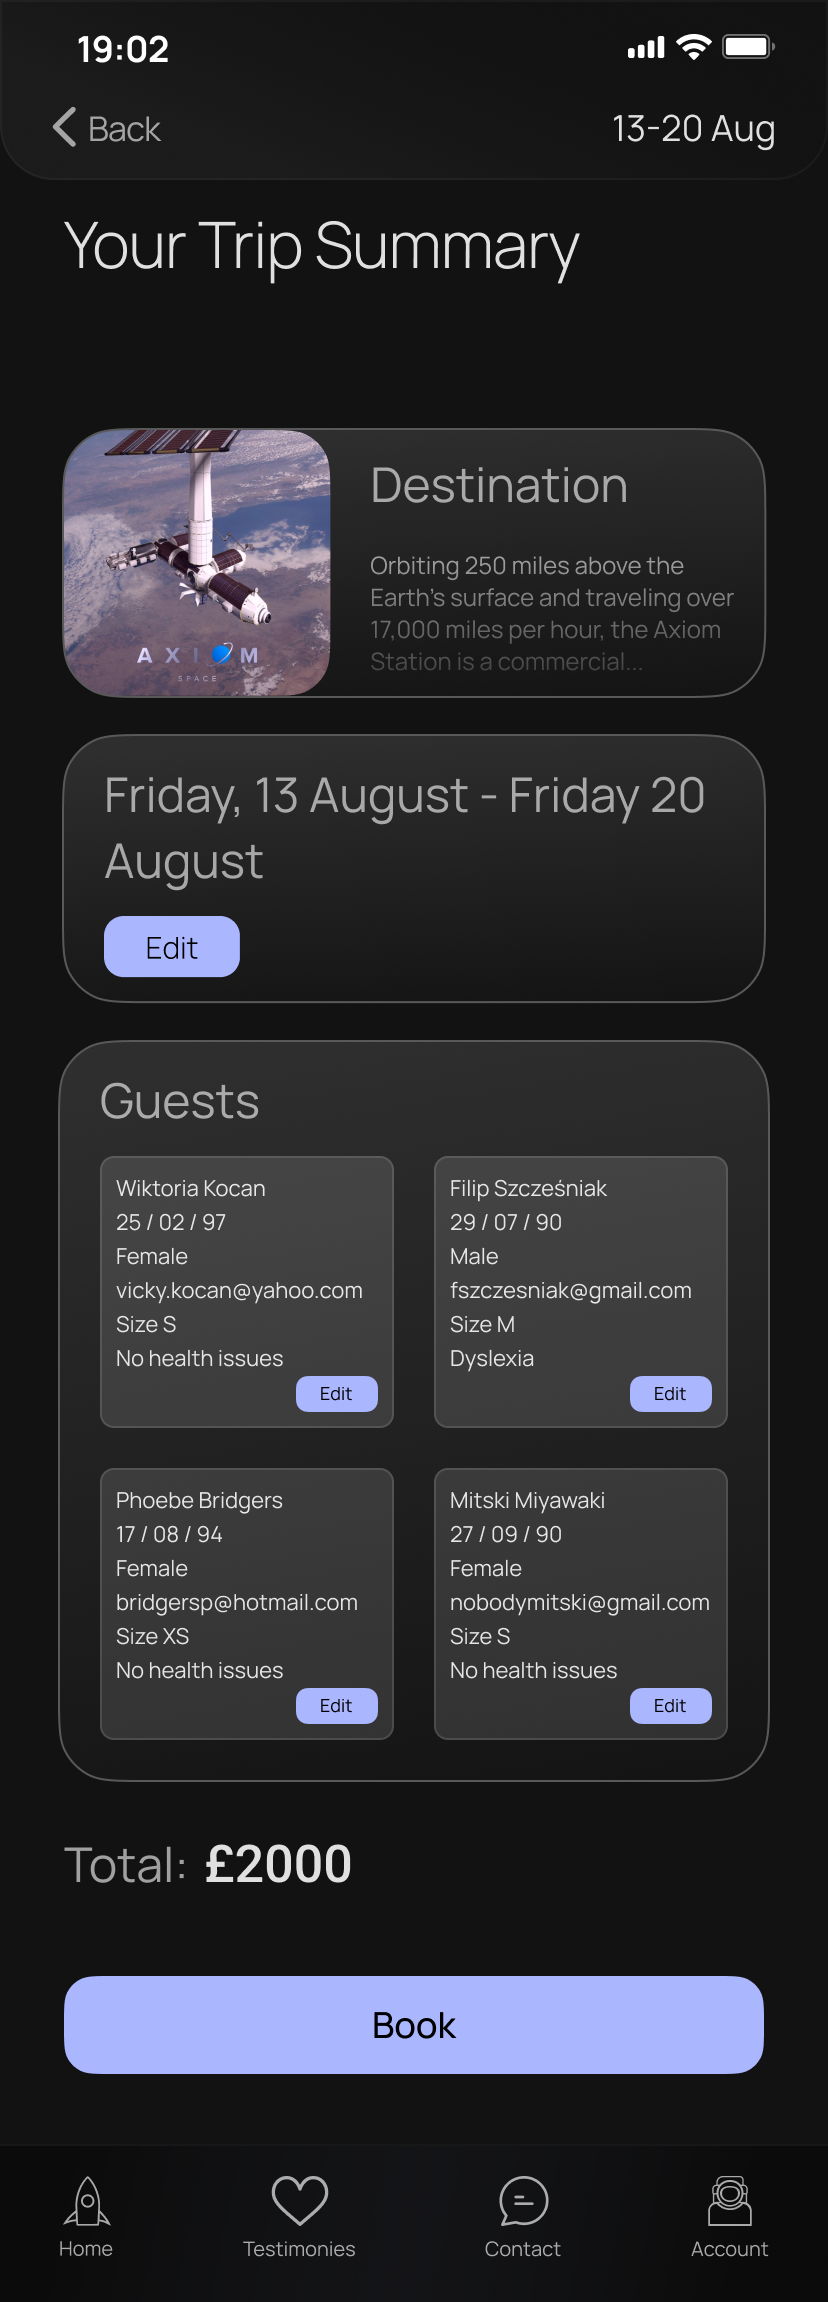 19:02
Back
13-20 Aug
Your Trip Summary
Destination
Orbiting 250 miles above the
Earth's surface and traveling over
17,000 miles per hour, the Axiom
Station is a commercial...
AXIOM
SPACE
Friday, 13 August - Friday 20
August
Edit
Guests
Wiktoria Kocan
25 / 02 / 97
Female
vicky.kocan@yahoo.com
Size S
No health issues
Edit
Filip Szcześniak
29 / 07 / 90
Male
fszczesniak@gmail.com
Size M
Dyslexia
Edit
Phoebe Bridgers
17 / 08 / 94
Female
bridgersp@hotmail.com
Size XS
No health issues
Edit
Mitski Miyawaki
27 / 09 / 90
Female
nobodymitski@gmail.com
Size S
No health issues
Edit
Total: £2000
Book
Home
Testimonies
Contact
Account